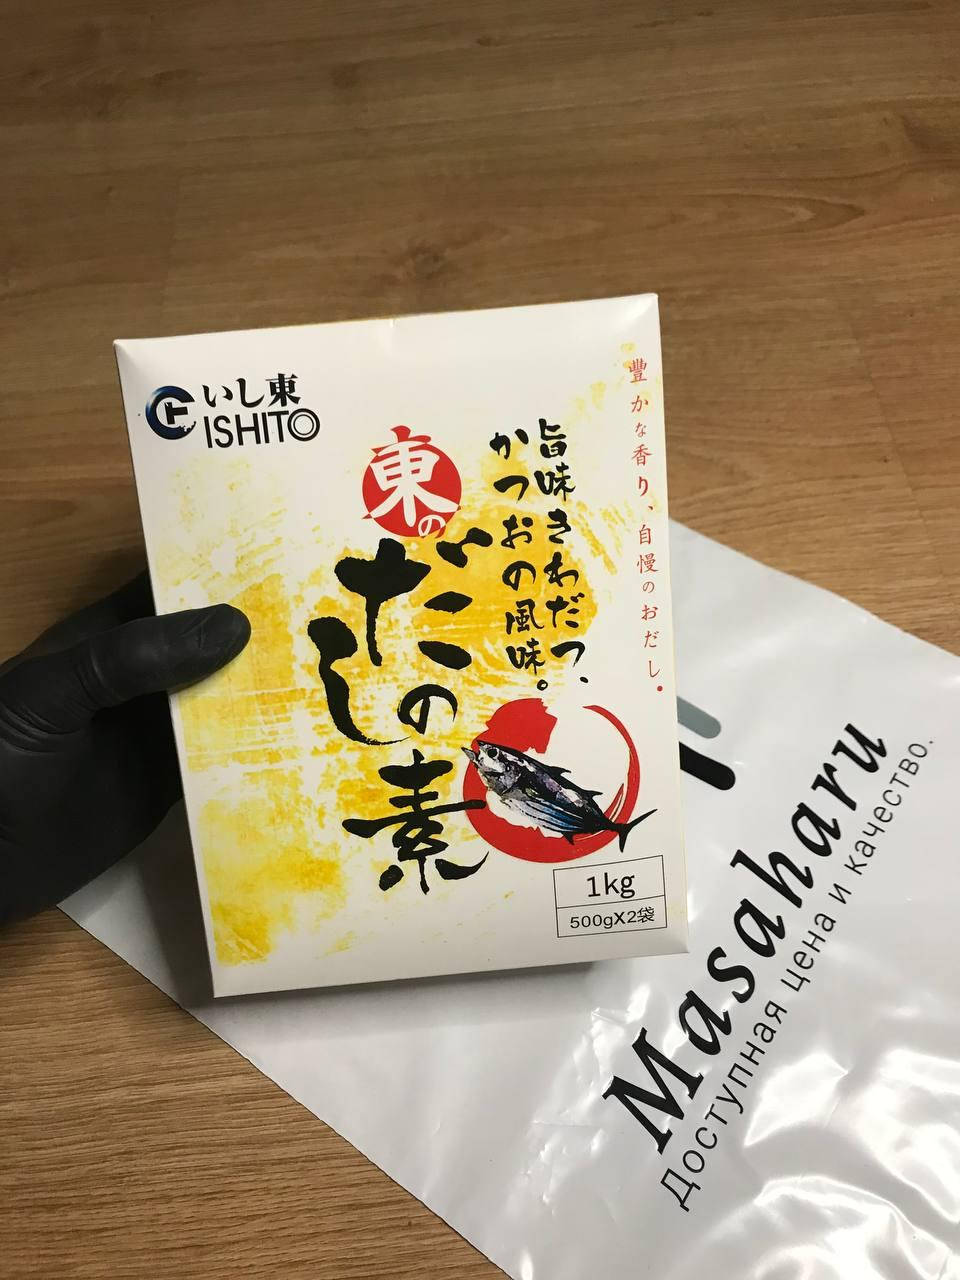 いし東
ISHITO
豊かな香り、自慢のおだし。
旨味きわだつ、
かつおの風味。
東の
だしの素
1kg
500gX2袋
Masaharu
Доступная цена и качество.